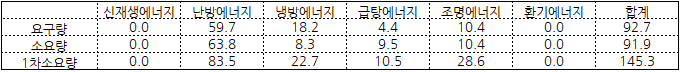 신재생에너지 난방에너지 냉방에너지 급탕에너지 조명에너지 환기에너지 합계
요구량 0.0 59.7 18.2 4.4 10.4 0.0 92.7
소요량 0.0 63.8 8.3 9.5 10.4 0.0 91.9
1차소요량 0.0 83.5 22.7 10.5 28.6 0.0 145.3